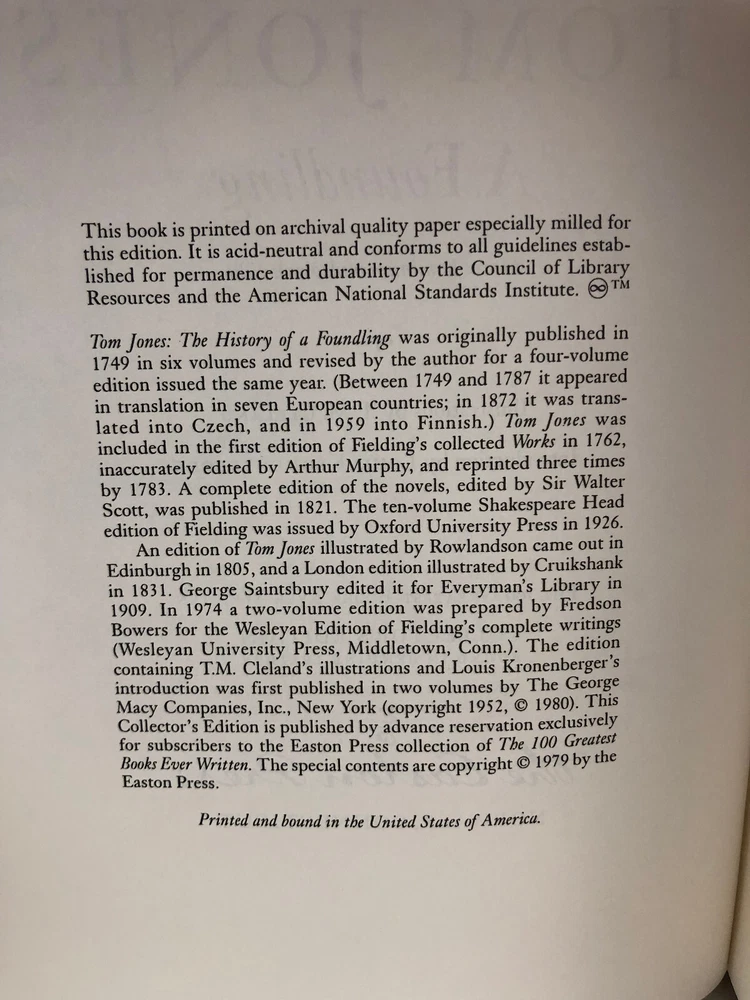 TOM JONES
A Foundling
This book is printed on archival quality paper especially milled for
this edition. It is acid-neutral and conforms to all guidelines estab-
lished for permanence and durability by the Council of Library
Resources and the American National Standards Institute. ♾™
Tom Jones: The History of a Foundling was originally published in
1749 in six volumes and revised by the author for a four-volume
edition issued the same year. (Between 1749 and 1787 it appeared
in translation in seven European countries; in 1872 it was trans-
lated into Czech, and in 1959 into Finnish.) Tom Jones was
included in the first edition of Fielding's collected Works in 1762,
inaccurately edited by Arthur Murphy, and reprinted three times
by 1783. A complete edition of the novels, edited by Sir Walter
Scott, was published in 1821. The ten-volume Shakespeare Head
edition of Fielding was issued by Oxford University Press in 1926.
An edition of Tom Jones illustrated by Rowlandson came out in
Edinburgh in 1805, and a London edition illustrated by Cruikshank
in 1831. George Saintsbury edited it for Everyman's Library in
1909. In 1974 a two-volume edition was prepared by Fredson
Bowers for the Wesleyan Edition of Fielding's complete writings
(Wesleyan University Press, Middletown, Conn.). The edition
containing T.M. Cleland's illustrations and Louis Kronenberger's
introduction was first published in two volumes by The George
Macy Companies, Inc., New York (copyright 1952, © 1980). This
Collector's Edition is published by advance reservation exclusively
for subscribers to the Easton Press collection of The 100 Greatest
Books Ever Written. The special contents are copyright © 1979 by the
Easton Press.
Printed and bound in the United States of America.